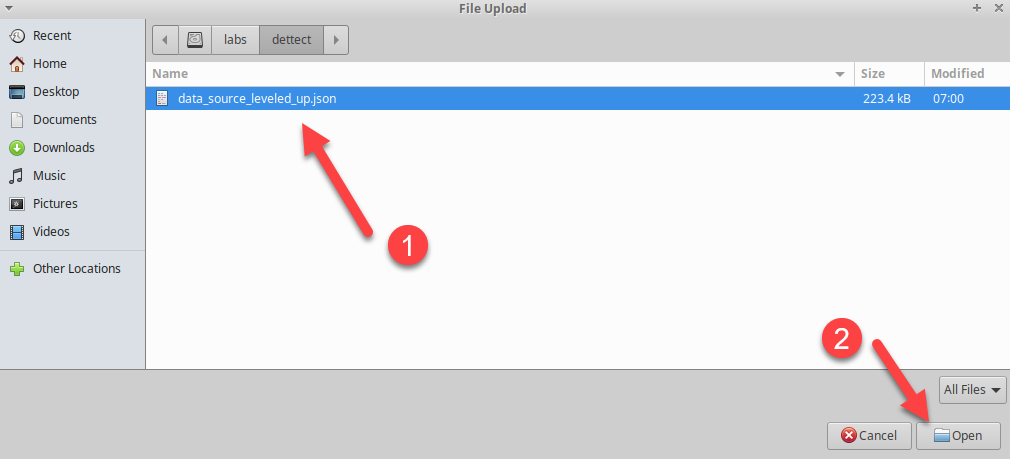 File Upload
Recent
Home
Desktop
Documents
Downloads
Music
Pictures
Videos
Other Locations
labs dettect
Name Size Modified
data_source_leveled_up.json 223.4 kB 07:00
1
2
All Files
Cancel Open